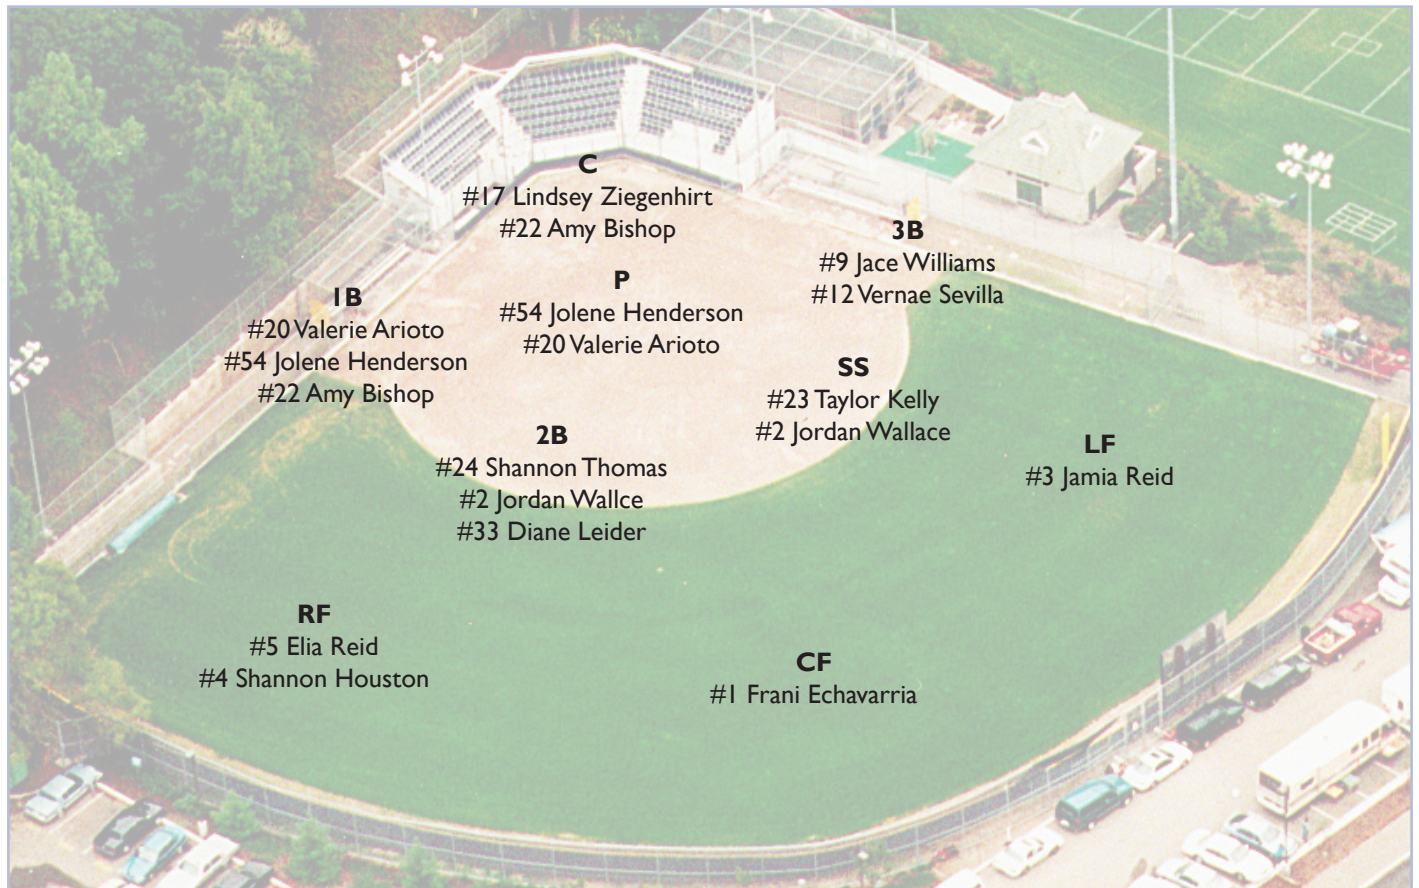 C
#17 Lindsey Ziegenhirt
#22 Amy Bishop
3B
#9 Jace Williams
#12 Vernae Sevilla
P
#54 Jolene Henderson
#20 Valerie Arioto
1B
#20 Valerie Arioto
#54 Jolene Henderson
#22 Amy Bishop
SS
#23 Taylor Kelly
#2 Jordan Wallace
2B
#24 Shannon Thomas
#2 Jordan Wallce
#33 Diane Leider
LF
#3 Jamia Reid
RF
#5 Elia Reid
#4 Shannon Houston
CF
#1 Frani Echavarria